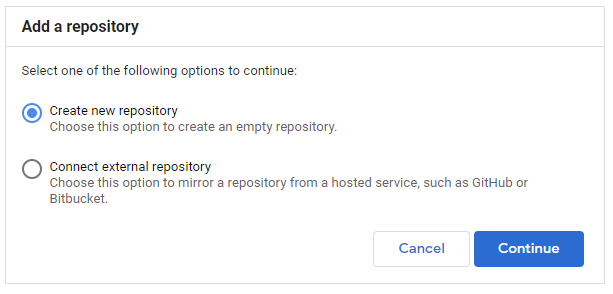 Add a repository
Select one of the following options to continue:
Create new repository
Choose this option to create an empty repository.
Connect external repository
Choose this option to mirror a repository from a hosted service, such as GitHub or
Bitbucket.
Cancel
Continue